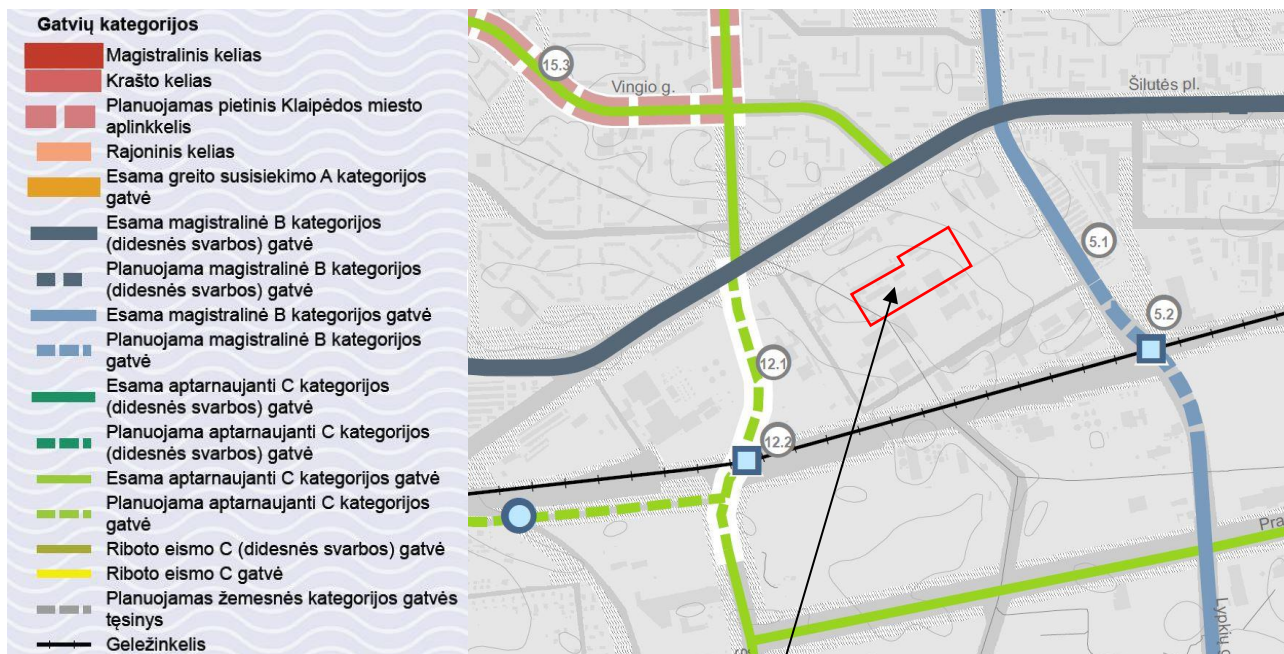 Gatvių kategorijos
Magistralinis kelias
Krašto kelias
Planuojamas pietinis Klaipėdos miesto
aplinkkelis
Rajoninis kelias
Esama greito susisiekimo A kategorijos
gatvė
Esama magistralinė B kategorijos
(didesnės svarbos) gatvė
Planuojama magistralinė B kategorijos
(didesnės svarbos) gatvė
Esama magistralinė B kategorijos gatvė
Planuojama magistralinė B kategorijos
gatvė
Esama aptarnaujanti C kategorijos
(didesnės svarbos) gatvė
Planuojama aptarnaujanti C kategorijos
(didesnės svarbos) gatvė
Esama aptarnaujanti C kategorijos gatvė
Planuojama aptarnaujanti C kategorijos
gatvė
Riboto eismo C (didesnės svarbos) gatvė
Riboto eismo C gatvė
Planuojamas žemesnės kategorijos gatvės
tęsinys
Geležinkelis
15.3
Vingio g.
Šilutės pl.
5.1
5.2
12.1
12.2
Pra
Lypkių g